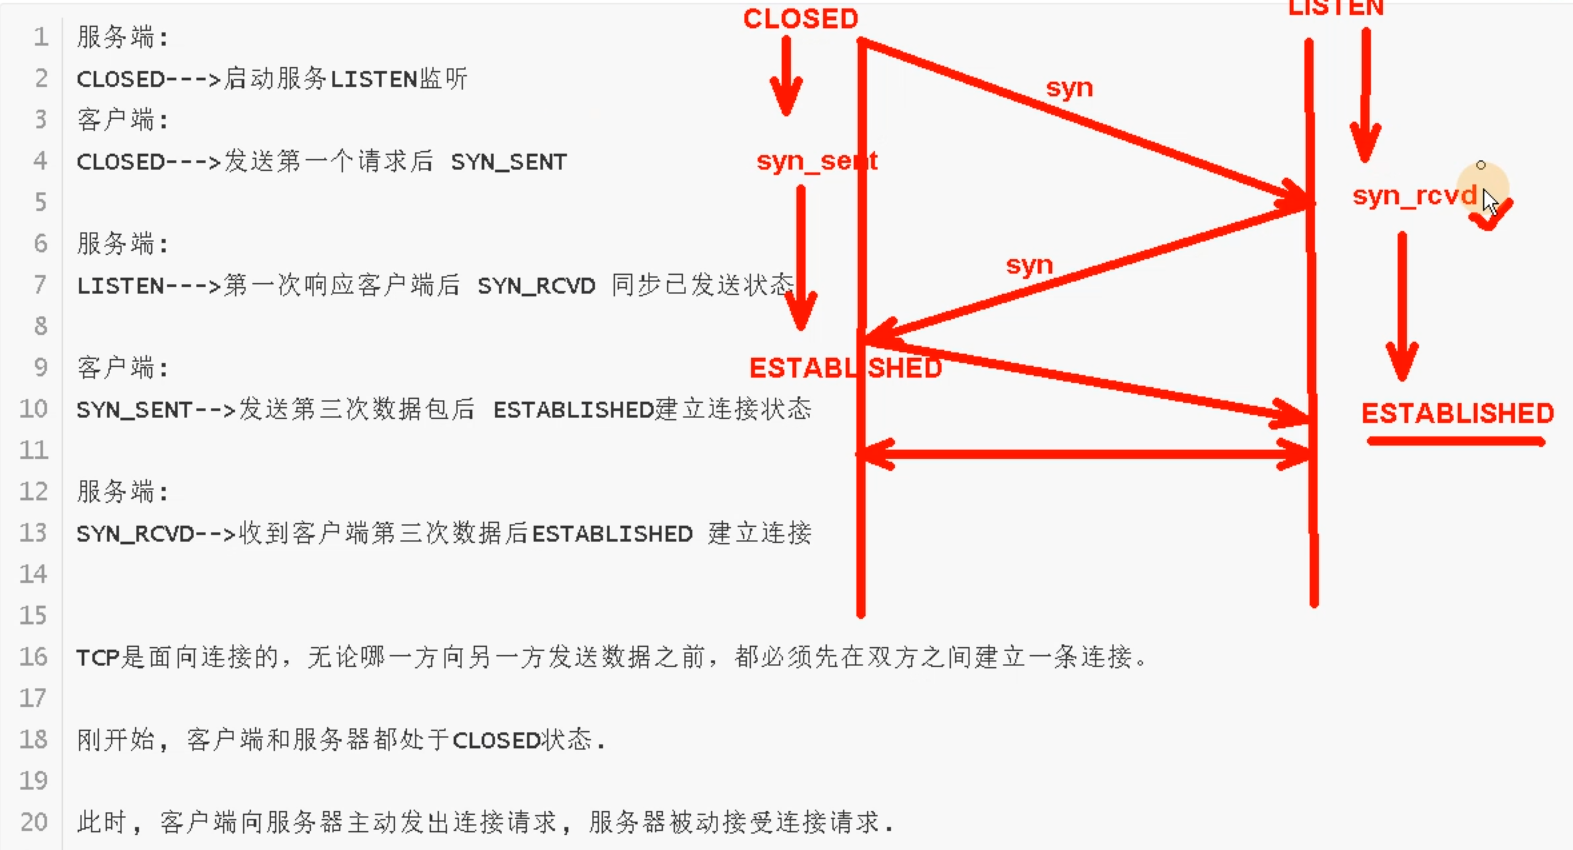 CLOSED
LISTEN
1 服务端:
2 CLOSED--->启动服务LISTEN监听
syn
3 客户端:
4 CLOSED--->发送第一个请求后 SYN_SENT
syn_sent
5
syn_rcvd
6 服务端:
syn
7 LISTEN--->第一次响应客户端后 SYN_RCVD 同步已发送状态
8
9 客户端:
ESTABLISHED
10 SYN_SENT-->发送第三次数据包后 ESTABLISHED建立连接状态
ESTABLISHED
11
12 服务端:
13 SYN_RCVD-->收到客户端第三次数据后ESTABLISHED 建立连接
14
15
16 TCP是面向连接的，无论哪一方向另一方发送数据之前，都必须先在双方之间建立一条连接。
17
18 刚开始, 客户端和服务器都处于CLOSED状态.
19
20 此时, 客户端向服务器主动发出连接请求, 服务器被动接受连接请求.